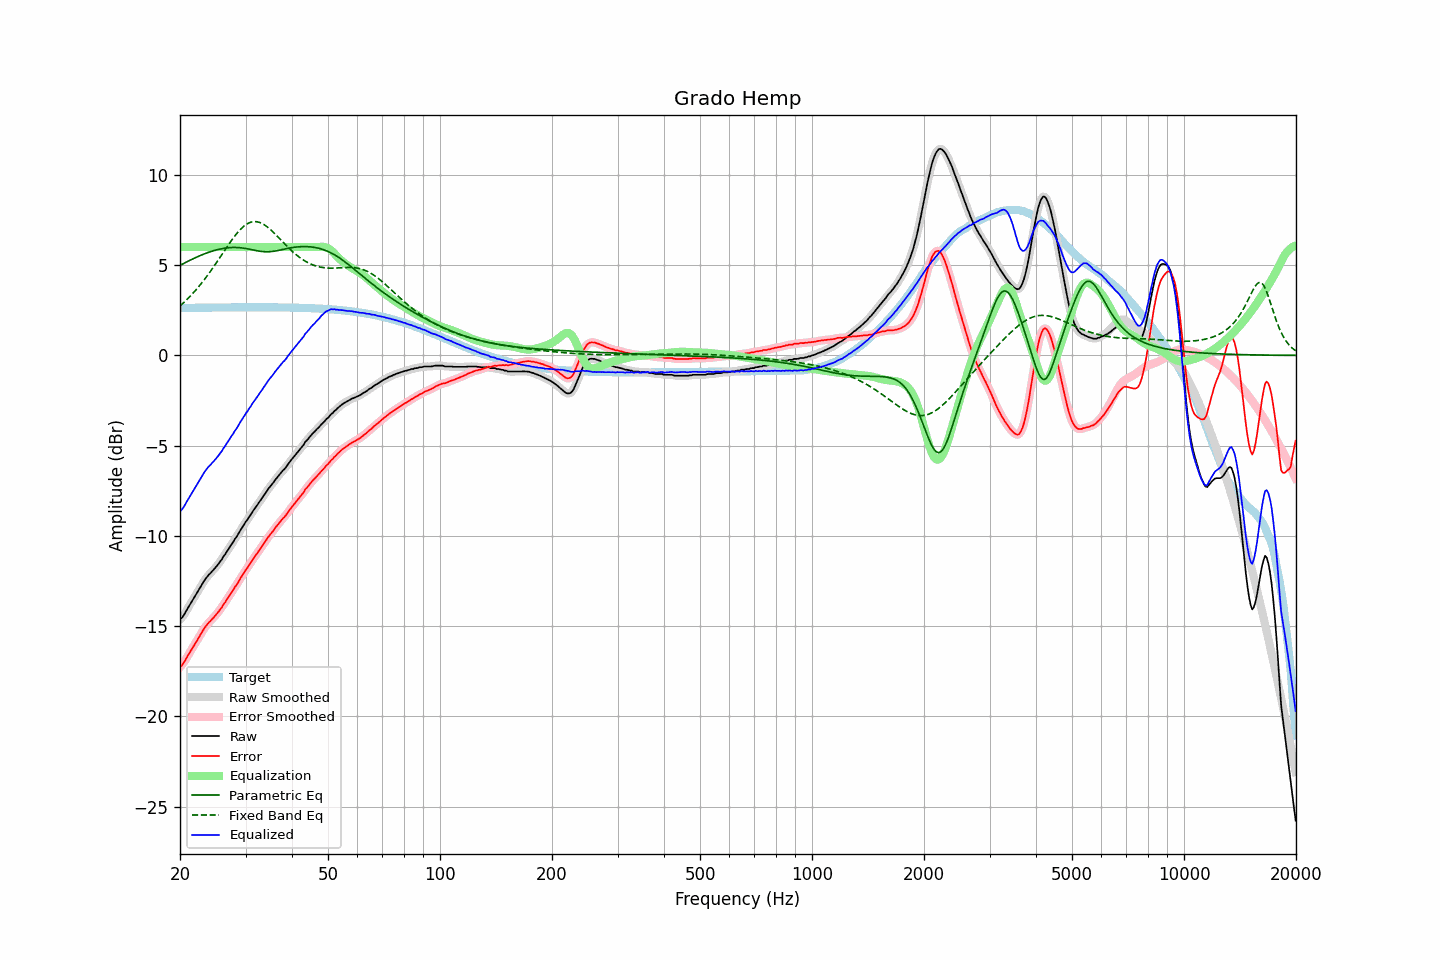 Grado Hemp
Amplitude (dBr)
10
5
0
−5
−10
−15
−20
−25
Target
Raw Smoothed
Error Smoothed
Raw
Error
Equalization
Parametric Eq
Fixed Band Eq
Equalized
20 50 100 200 500 1000 2000 5000 10000 20000
Frequency (Hz)